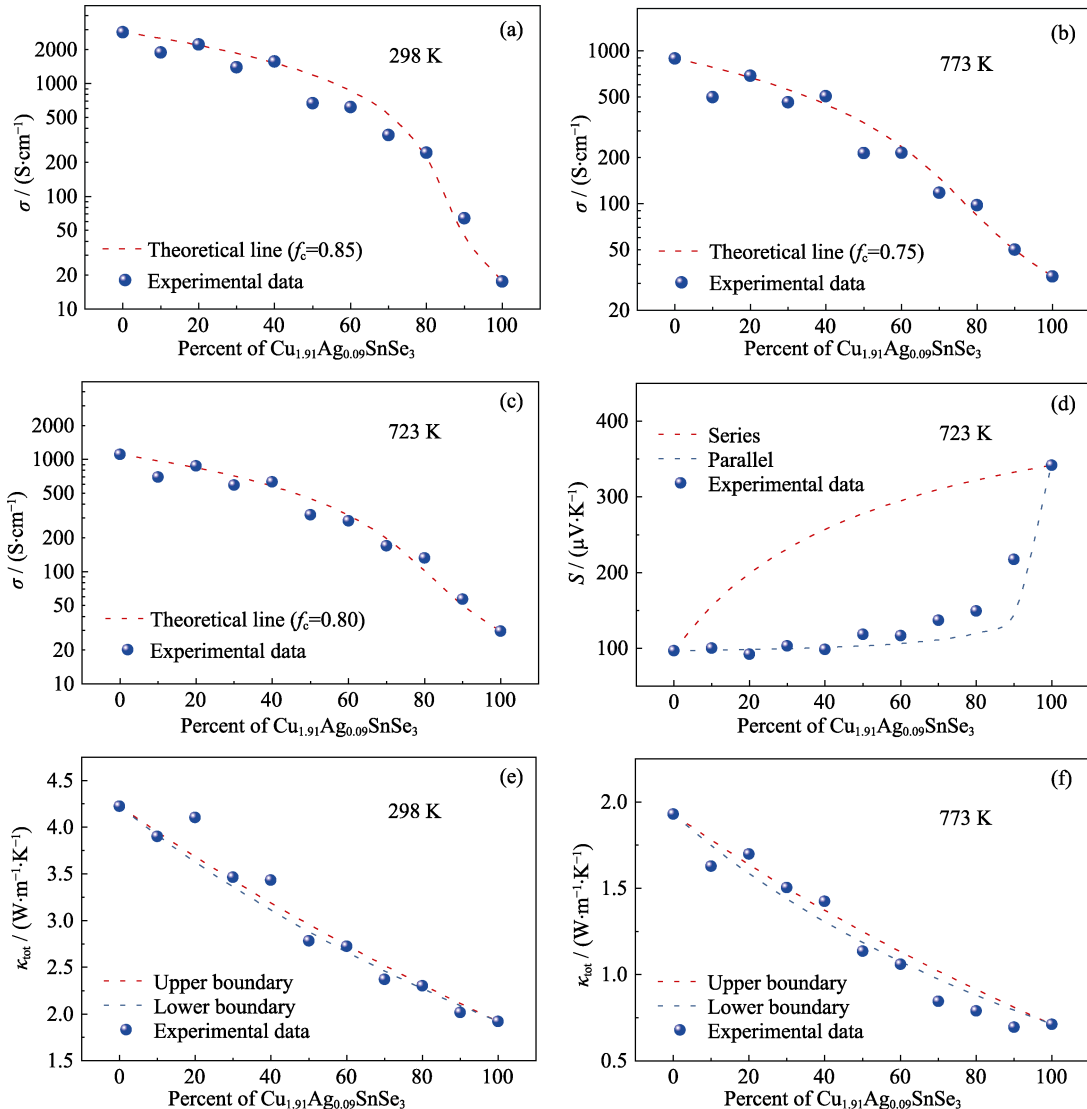 (a)
298 K
2000
1000
500
200
100
50
20
10
σ / (S·cm⁻¹)
Theoretical line (f_c=0.85)
Experimental data
0 20 40 60 80 100
Percent of Cu₁.₉₁Ag₀.₀₉SnSe₃
(b)
773 K
1000
500
200
100
50
20
σ / (S·cm⁻¹)
Theoretical line (f_c=0.75)
Experimental data
0 20 40 60 80 100
Percent of Cu₁.₉₁Ag₀.₀₉SnSe₃
(c)
723 K
2000
1000
500
200
100
50
20
10
σ / (S·cm⁻¹)
Theoretical line (f_c=0.80)
Experimental data
0 20 40 60 80 100
Percent of Cu₁.₉₁Ag₀.₀₉SnSe₃
(d)
723 K
400
300
200
100
S / (μV·K⁻¹)
Series
Parallel
Experimental data
0 20 40 60 80 100
Percent of Cu₁.₉₁Ag₀.₀₉SnSe₃
(e)
298 K
4.5
4.0
3.5
3.0
2.5
2.0
1.5
κ_tot / (W·m⁻¹·K⁻¹)
Upper boundary
Lower boundary
Experimental data
0 20 40 60 80 100
Percent of Cu₁.₉₁Ag₀.₀₉SnSe₃
(f)
773 K
2.0
1.5
1.0
0.5
κ_tot / (W·m⁻¹·K⁻¹)
Upper boundary
Lower boundary
Experimental data
0 20 40 60 80 100
Percent of Cu₁.₉₁Ag₀.₀₉SnSe₃